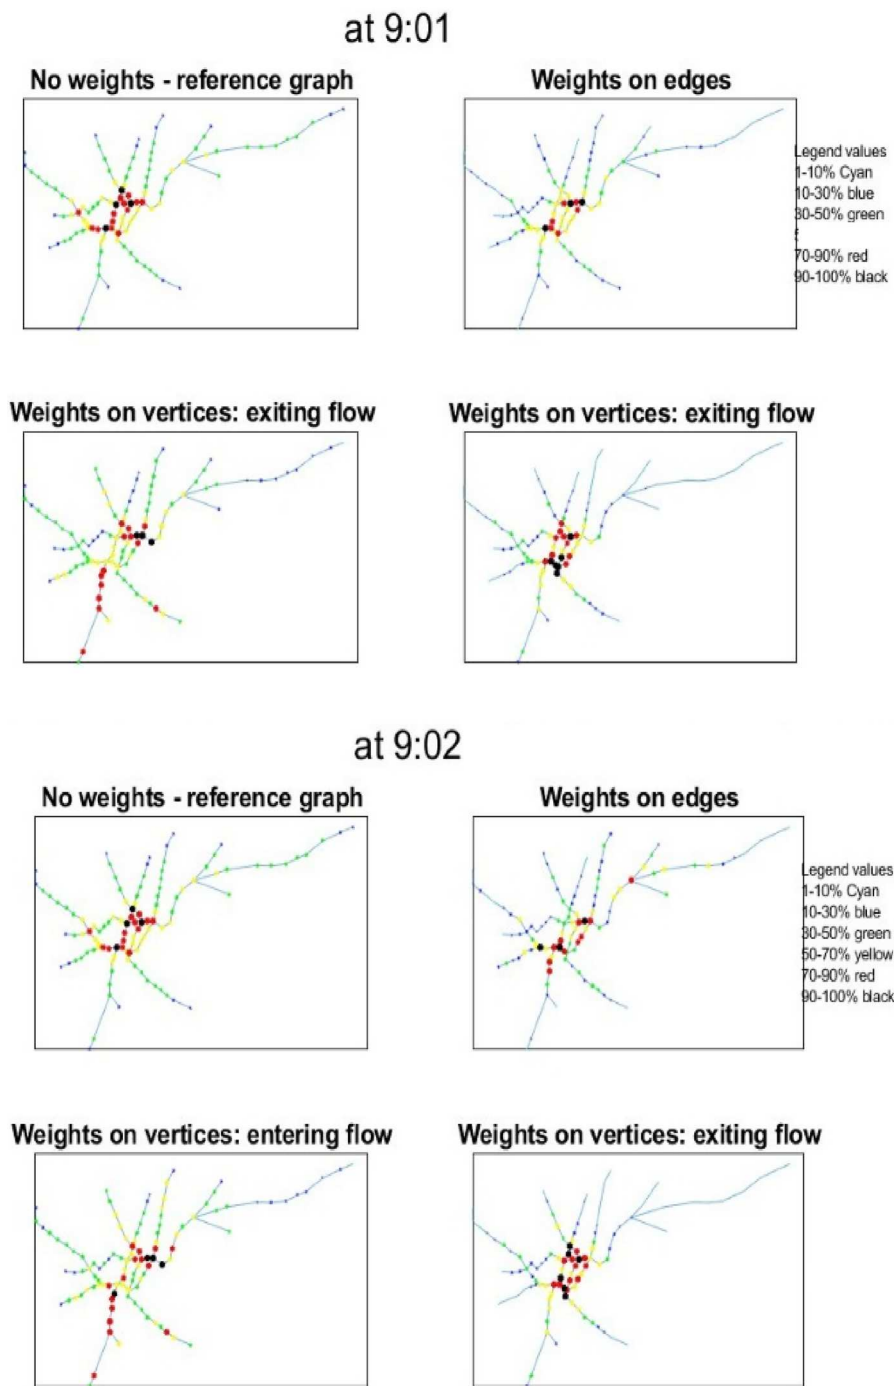 at 9:01
No weights - reference graph
Weights on edges
Legend values
1-10% Cyan
10-30% blue
30-50% green
70-90% red
90-100% black
Weights on vertices: exiting flow
Weights on vertices: exiting flow
at 9:02
No weights - reference graph
Weights on edges
Legend values
1-10% Cyan
10-30% blue
30-50% green
50-70% yellow
70-90% red
90-100% black
Weights on vertices: entering flow
Weights on vertices: exiting flow